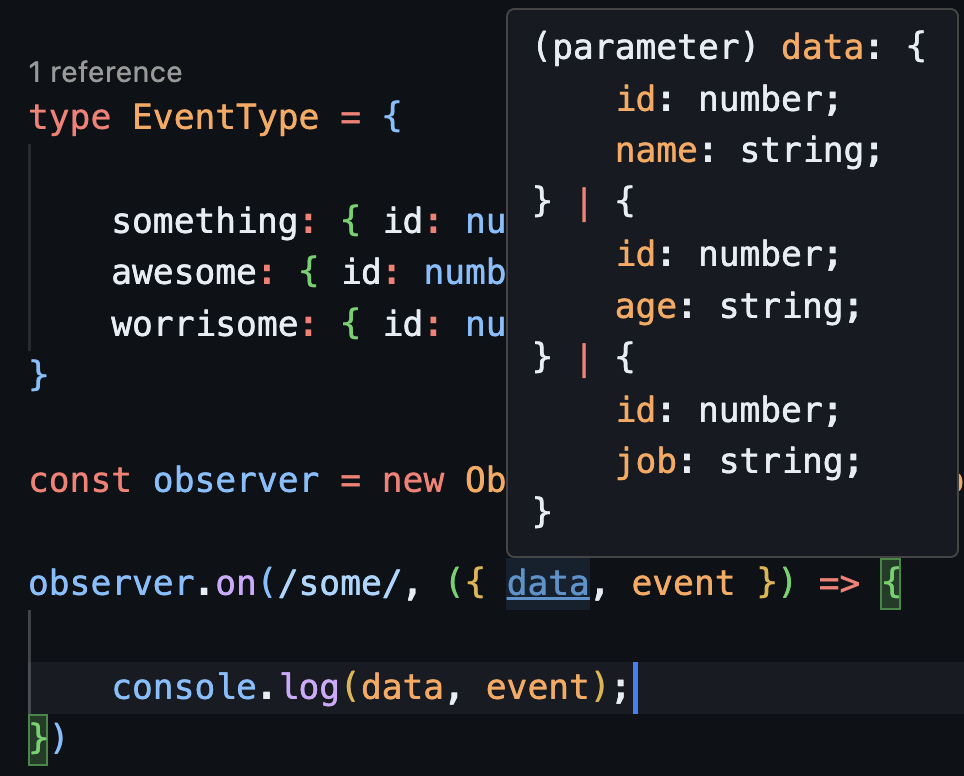 1 reference
type EventType = {
something: { id: nu
awesome: { id: numb
worrisome: { id: nu
}
const observer = new Ob
observer.on(/some/, ({ data, event }) => {
console.log(data, event);
})
(parameter) data: {
id: number;
name: string;
} | {
id: number;
age: string;
} | {
id: number;
job: string;
}